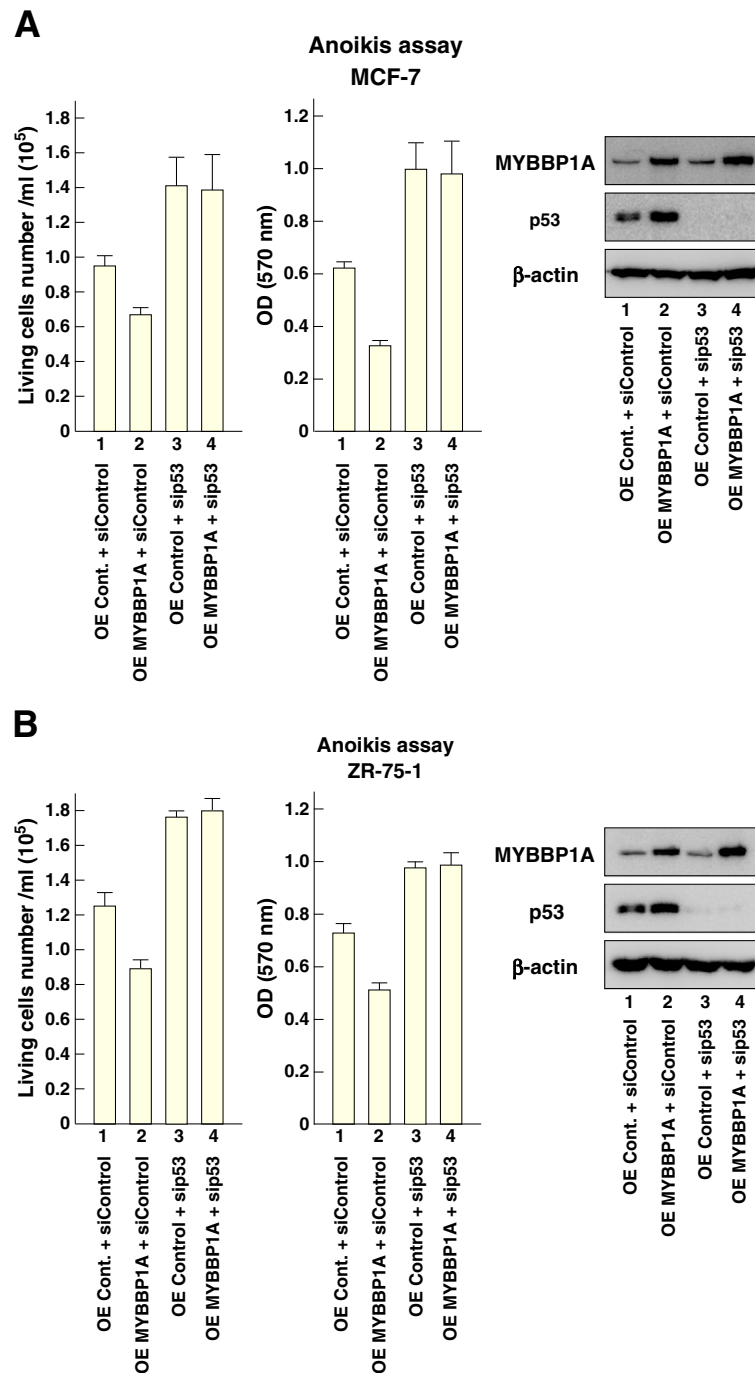 A
Anoikis assay
MCF-7
Living cells number /ml (10⁵)
1.8
1.6
1.4
1.2
1.0
0.8
0.6
0.4
0.2
0
1 2 3 4
OE Cont. + siControl
OE MYBBP1A + siControl
OE Control + sip53
OE MYBBP1A + sip53
OD (570 nm)
1.2
1.0
0.8
0.6
0.4
0.2
0
1 2 3 4
OE Cont. + siControl
OE MYBBP1A + siControl
OE Control + sip53
OE MYBBP1A + sip53
MYBBP1A
p53
β-actin
1 2 3 4
OE Cont. + siControl
OE MYBBP1A + siControl
OE Control + sip53
OE MYBBP1A + sip53
B
Anoikis assay
ZR-75-1
Living cells number /ml (10⁵)
1.8
1.6
1.4
1.2
1.0
0.8
0.6
0.4
0.2
0
1 2 3 4
OE Cont. + siControl
OE MYBBP1A + siControl
OE Control + sip53
OE MYBBP1A + sip53
OD (570 nm)
1.2
1.0
0.8
0.6
0.4
0.2
0
1 2 3 4
OE Cont. + siControl
OE MYBBP1A + siControl
OE Control + sip53
OE MYBBP1A + sip53
MYBBP1A
p53
β-actin
1 2 3 4
OE Cont. + siControl
OE MYBBP1A + siControl
OE Control + sip53
OE MYBBP1A + sip53